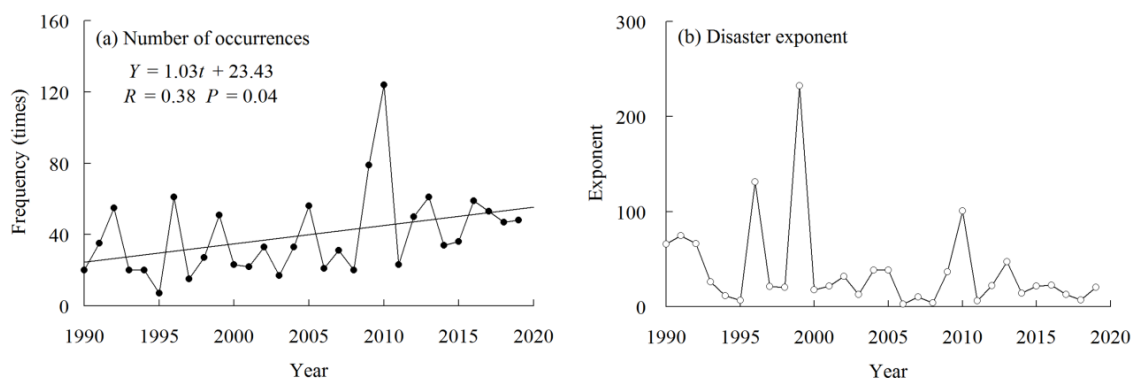 (a) Number of occurrences
Y = 1.03t + 23.43
R = 0.38 P = 0.04
Frequency (times)
160
120
80
40
0
1990 1995 2000 2005 2010 2015 2020
Year
(b) Disaster exponent
Exponent
300
200
100
0
1990 1995 2000 2005 2010 2015 2020
Year